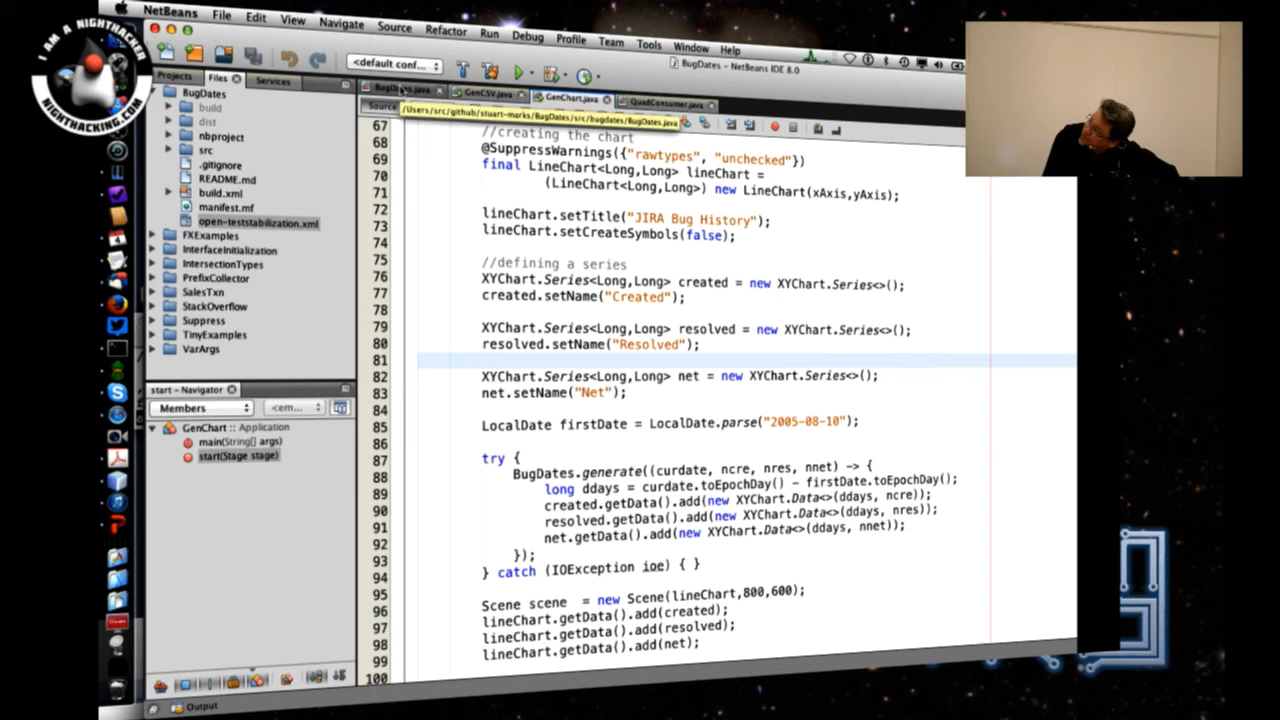 I AM A NIGHTHACKER
NIGHTHACKING.COM
NetBeans File Edit View Navigate Source Refactor Run Debug Profile Team Tools Window Help
BugDates - NetBeans IDE 8.0
<default conf...
Projects Files Services
BugDates.java GenCSV.java GenChart.java QuadConsumer.java
Source
/Users/src/github/stuart-marks/BugDates/src/bugdates/BugDates.java
BugDates
build
dist
nbproject
src
.gitignore
README.md
build.xml
manifest.mf
open-teststabilization.xml
FXExamples
InterfaceInitialization
IntersectionTypes
PrefixCollector
SalesTxn
StackOverflow
Suppress
TinyExamples
VarArgs
start - Navigator
Members <em...
GenChart :: Application
main(String[] args)
start(Stage stage)
67
68 //creating the chart
69 @SuppressWarnings({"rawtypes", "unchecked"})
70 final LineChart<Long,Long> lineChart =
71 (LineChart<Long,Long>) new LineChart(xAxis,yAxis);
72
73 lineChart.setTitle("JIRA Bug History");
74 lineChart.setCreateSymbols(false);
75
76 //defining a series
77 XYChart.Series<Long,Long> created = new XYChart.Series<>();
78 created.setName("Created");
79
80 XYChart.Series<Long,Long> resolved = new XYChart.Series<>();
81 resolved.setName("Resolved");
82
83 XYChart.Series<Long,Long> net = new XYChart.Series<>();
84 net.setName("Net");
85
86 LocalDate firstDate = LocalDate.parse("2005-08-10");
87
88 try {
89 BugDates.generate((curdate, ncre, nres, nnet) -> {
90 long ddays = curdate.toEpochDay() - firstDate.toEpochDay();
91 created.getData().add(new XYChart.Data<>(ddays, ncre));
92 resolved.getData().add(new XYChart.Data<>(ddays, nres));
93 net.getData().add(new XYChart.Data<>(ddays, nnet));
94 });
95 } catch (IOException ioe) { }
96
97 Scene scene = new Scene(lineChart,800,600);
98 lineChart.getData().add(created);
99 lineChart.getData().add(resolved);
100 lineChart.getData().add(net);
Output